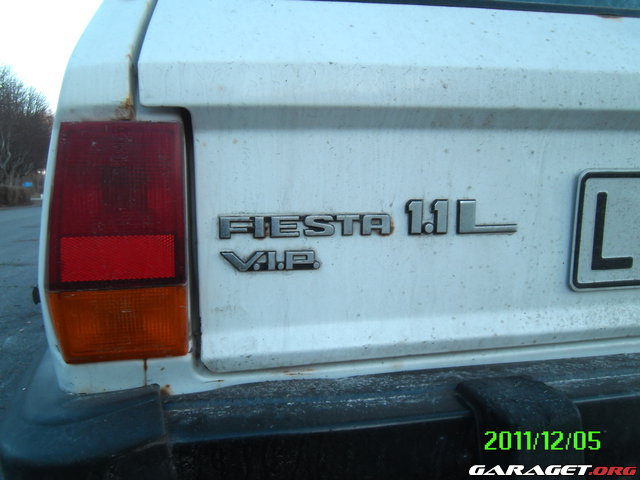 FIESTA 1.1 L
V.I.P.
L
2011/12/05
GARAGET.ORG